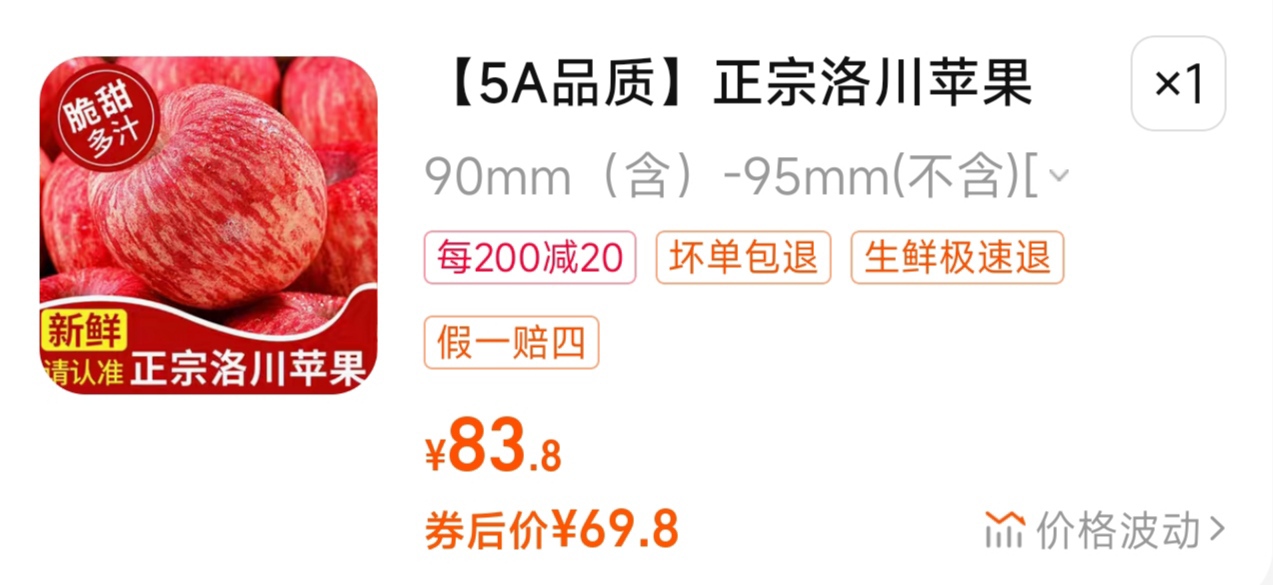 脆甜
多汁
新鲜
请认准 正宗洛川苹果
【5A品质】正宗洛川苹果
×1
90mm（含）-95mm(不含)[
每200减20
坏单包退
生鲜极速退
假一赔四
¥83.8
券后价¥69.8
价格波动